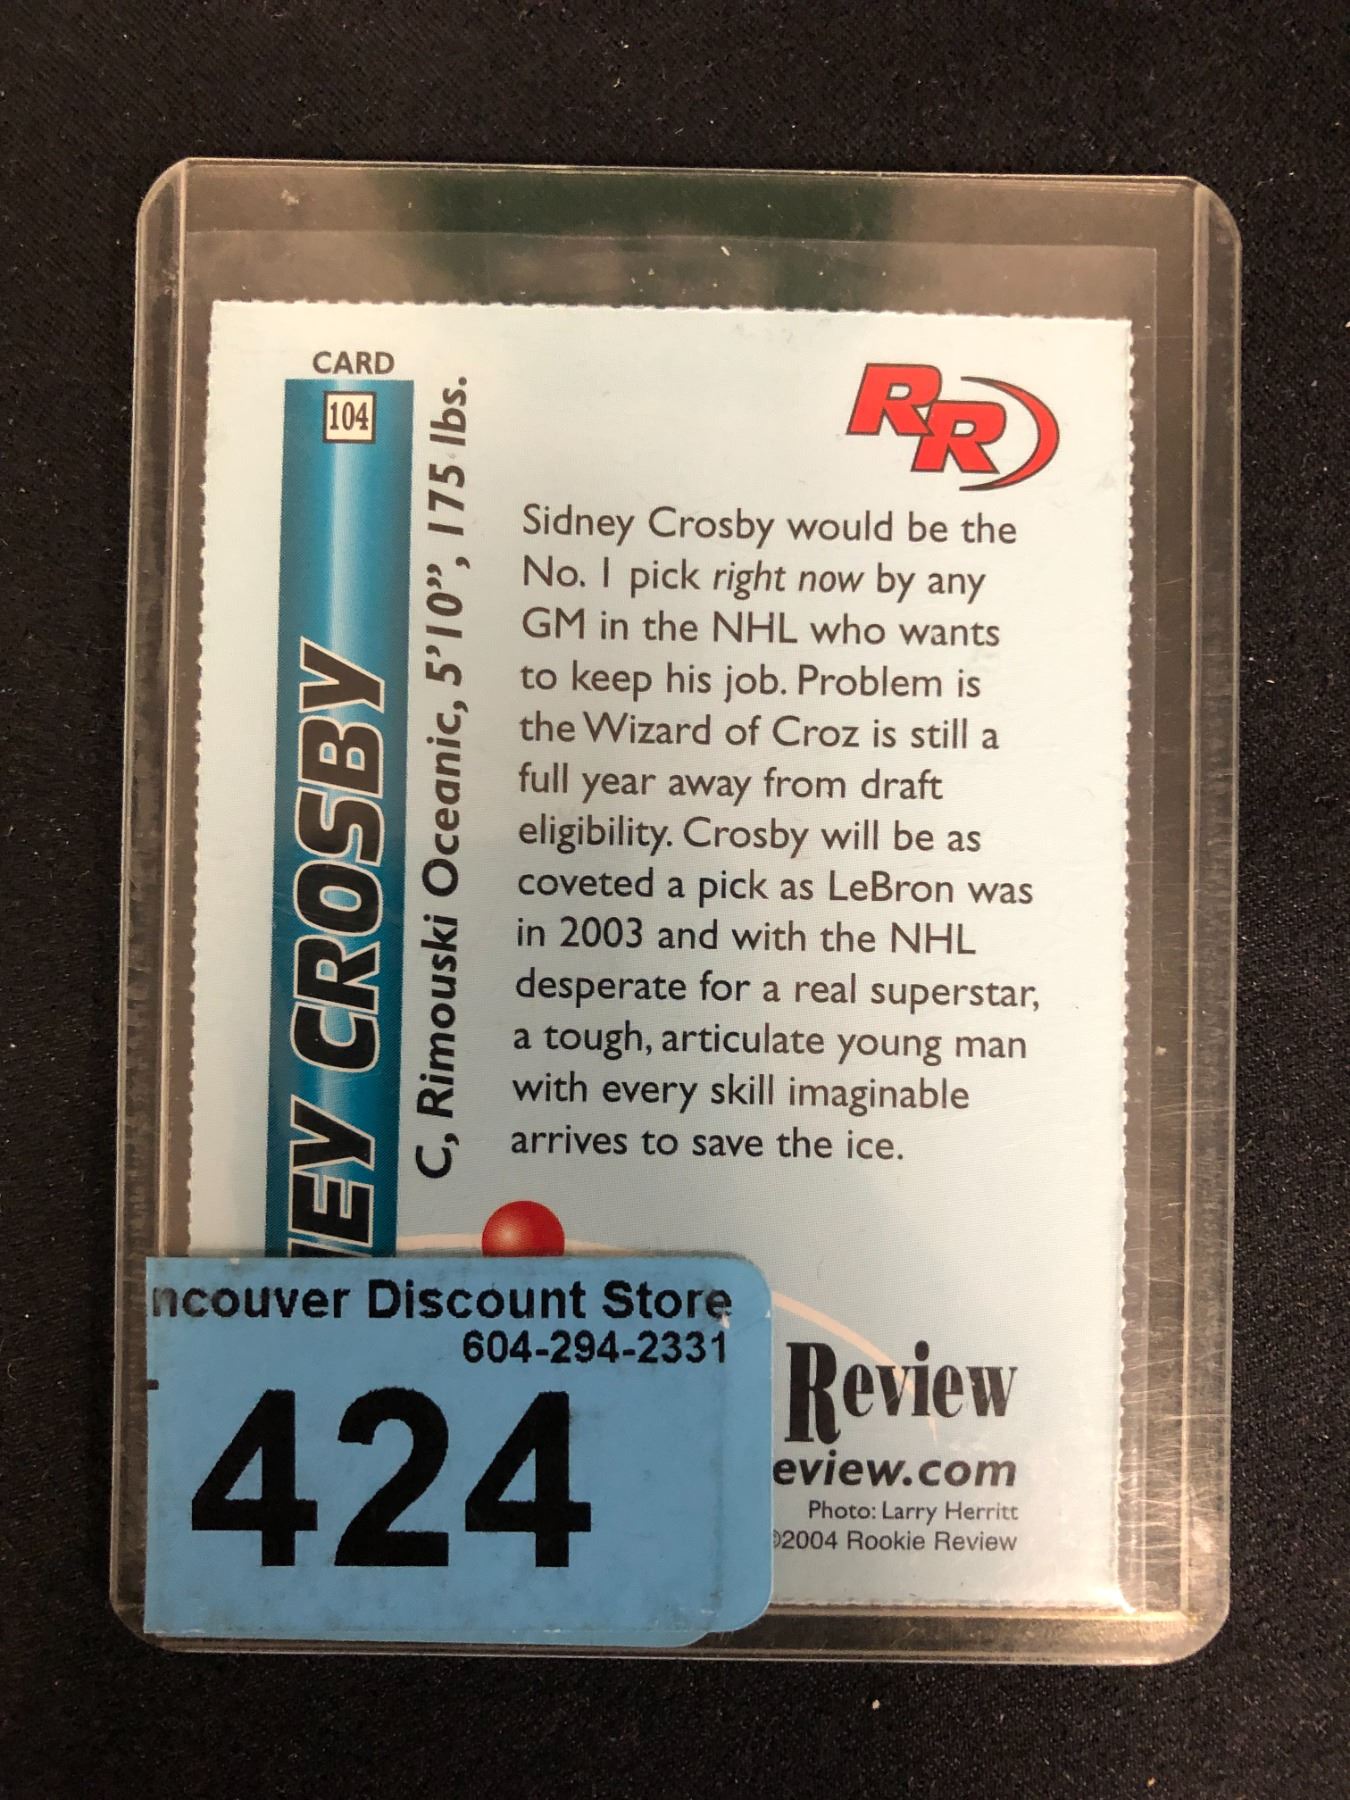 CARD
104
RR
CROSBY
C, Rimouski Oceanic, 5'10", 175 lbs.
Sidney Crosby would be the
No. 1 pick right now by any
GM in the NHL who wants
to keep his job. Problem is
the Wizard of Croz is still a
full year away from draft
eligibility. Crosby will be as
coveted a pick as LeBron was
in 2003 and with the NHL
desperate for a real superstar,
a tough, articulate young man
with every skill imaginable
arrives to save the ice.
ncouver Discount Store
604-294-2331
424
Review
eview.com
Photo: Larry Herritt
©2004 Rookie Review